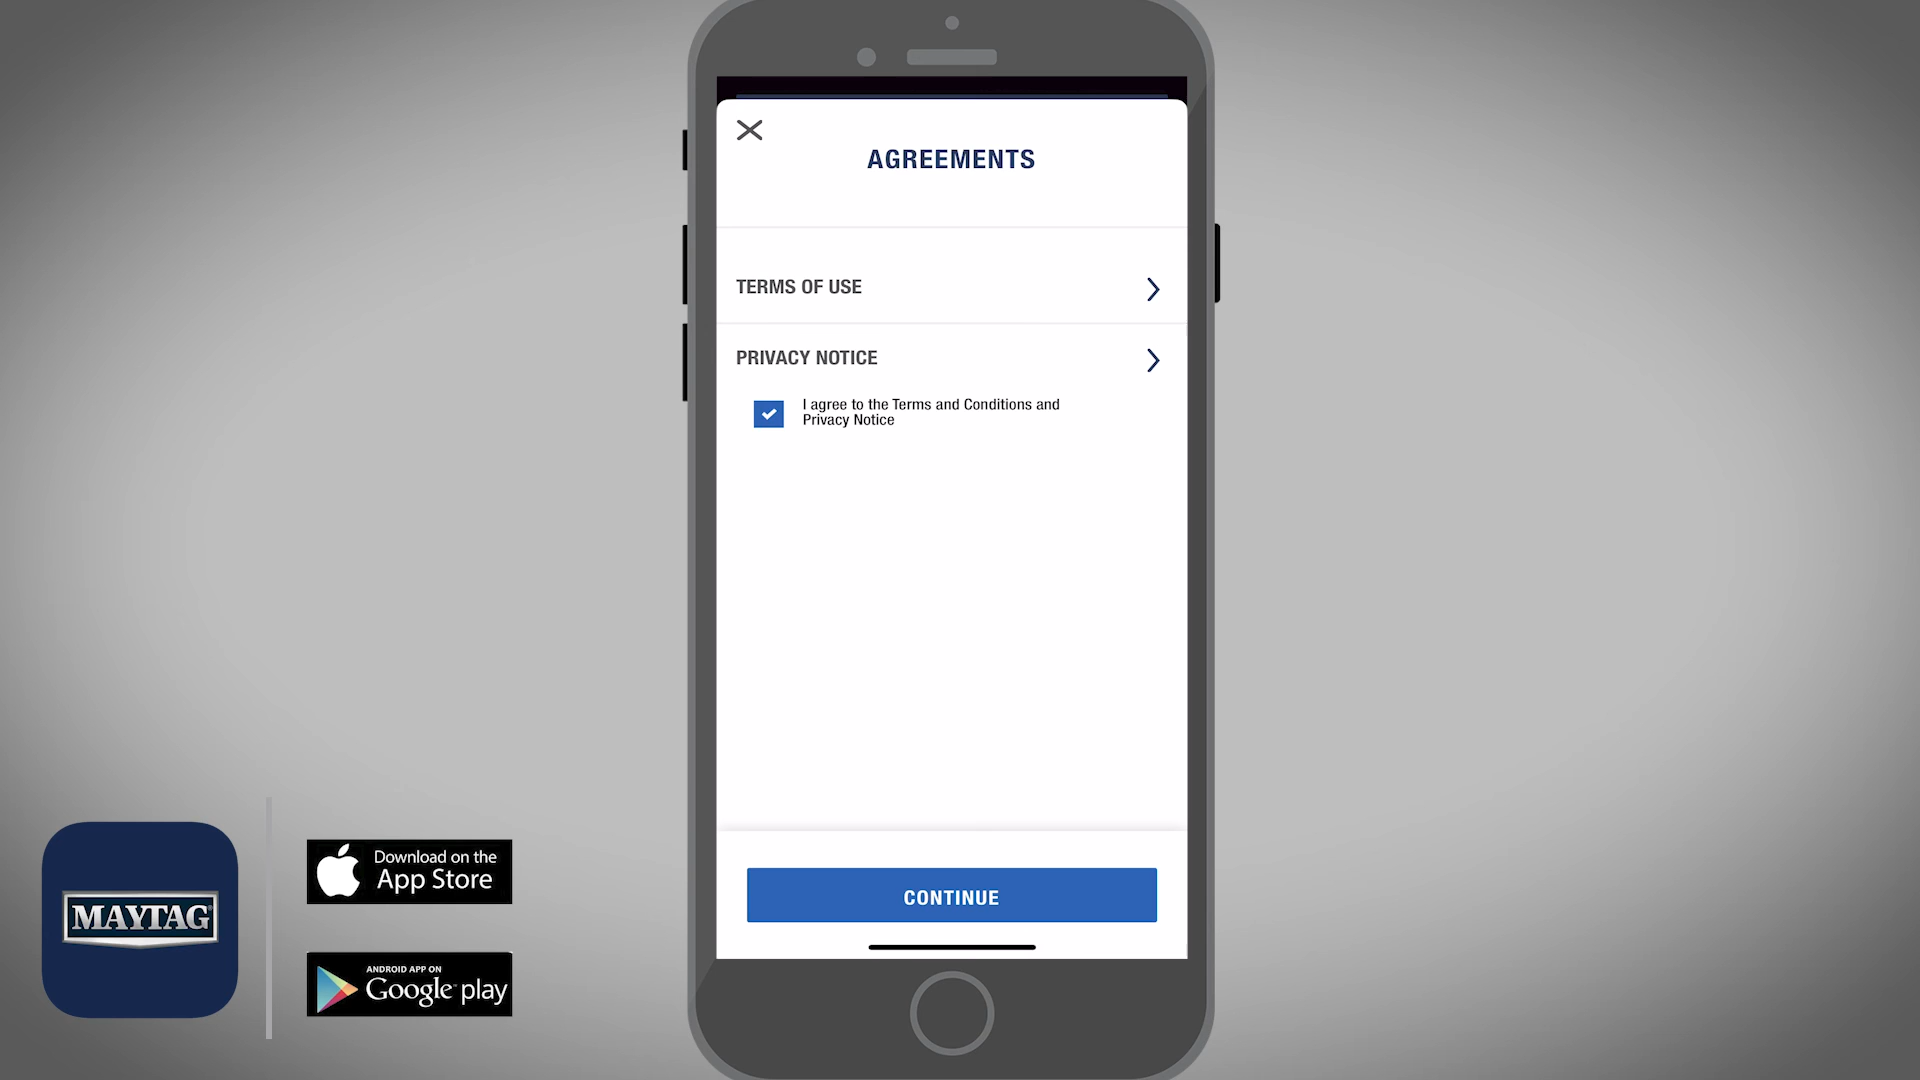 AGREEMENTS
TERMS OF USE
PRIVACY NOTICE
I agree to the Terms and Conditions and
Privacy Notice
CONTINUE
MAYTAG
Download on the
App Store
ANDROID APP ON
Google play